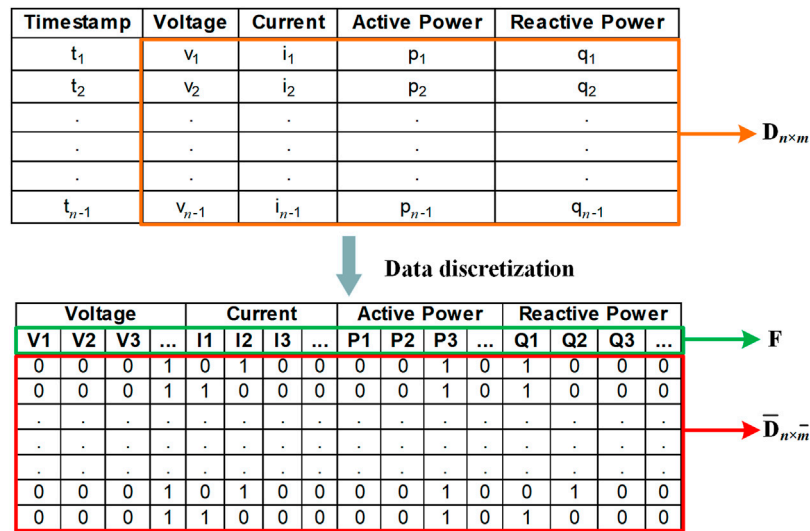 Timestamp Voltage Current Active Power Reactive Power
t1 v1 i1 p1 q1
t2 v2 i2 p2 q2
. . . . .
. . . . .
. . . . .
tn-1 vn-1 in-1 pn-1 qn-1
Dn×m
Data discretization
Voltage Current Active Power Reactive Power
V1 V2 V3 ... I1 I2 I3 ... P1 P2 P3 ... Q1 Q2 Q3 ...
F
0 0 0 1 0 1 0 0 0 0 1 0 1 0 0 0
0 0 0 1 1 0 0 0 0 0 1 0 1 0 0 0
. . . . . . . . . . . . . . . .
. . . . . . . . . . . . . . . .
. . . . . . . . . . . . . . . .
D̅n×m̅
0 0 0 1 0 1 0 0 0 0 1 0 0 1 0 0
0 0 0 1 1 0 0 0 0 0 1 0 1 0 0 0